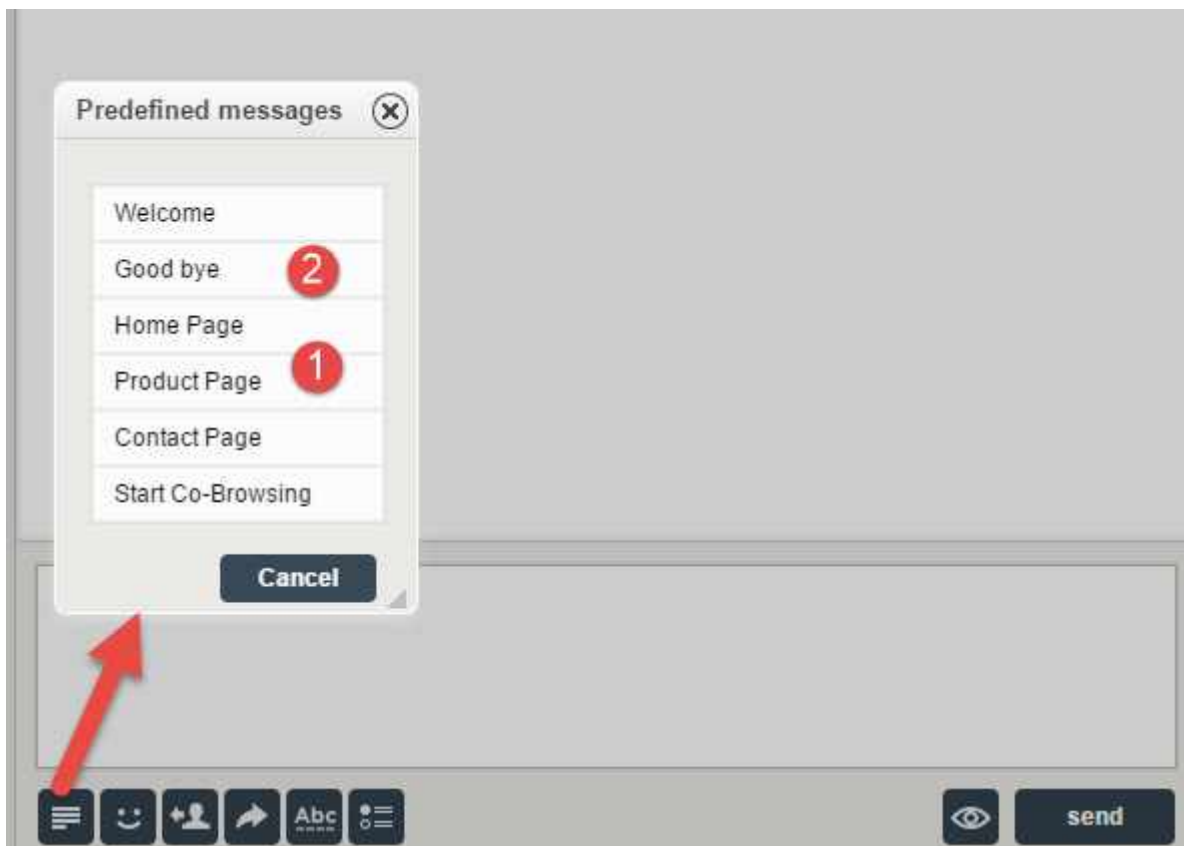 Predefined messages
Welcome
Good bye
2
Home Page
1
Product Page
Contact Page
Start Co-Browsing
Cancel
Abc
send